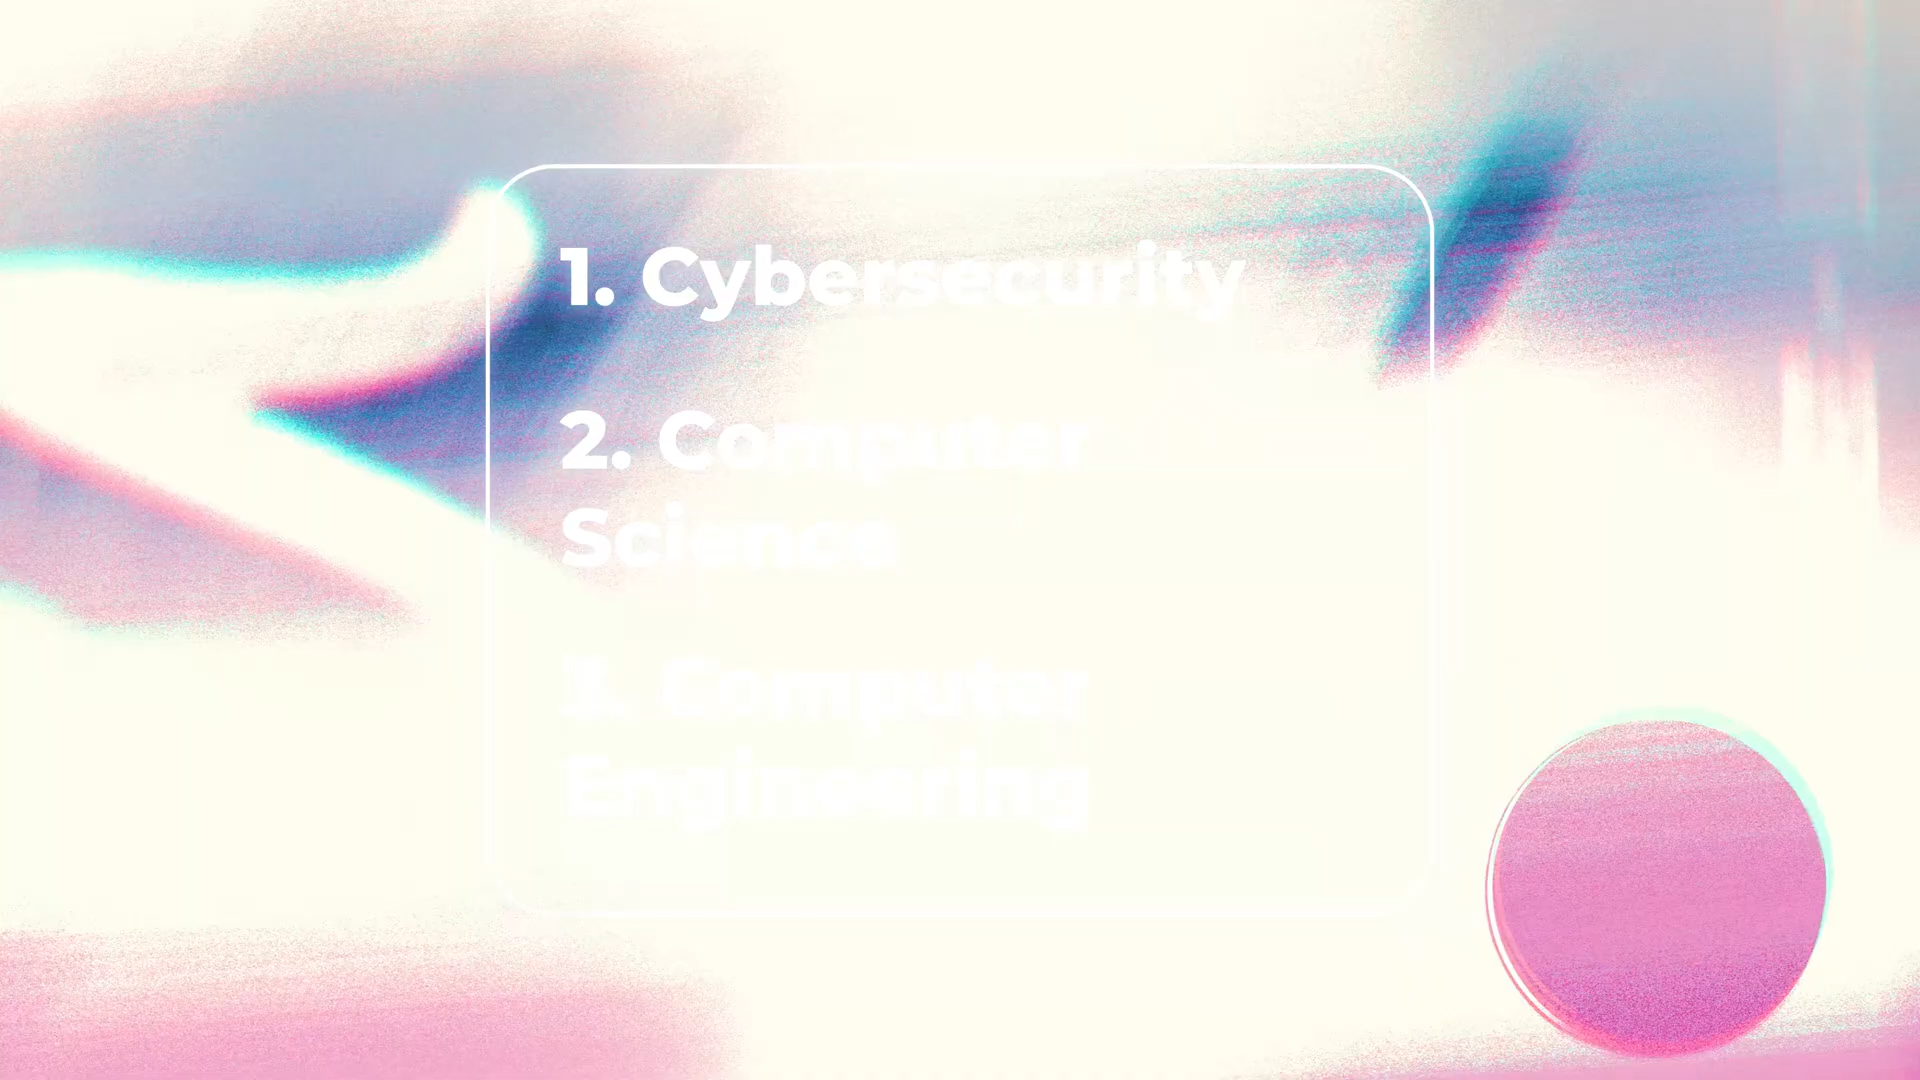 1. Cybersecurity
2. Computer
Science
3. Computer
Engineering